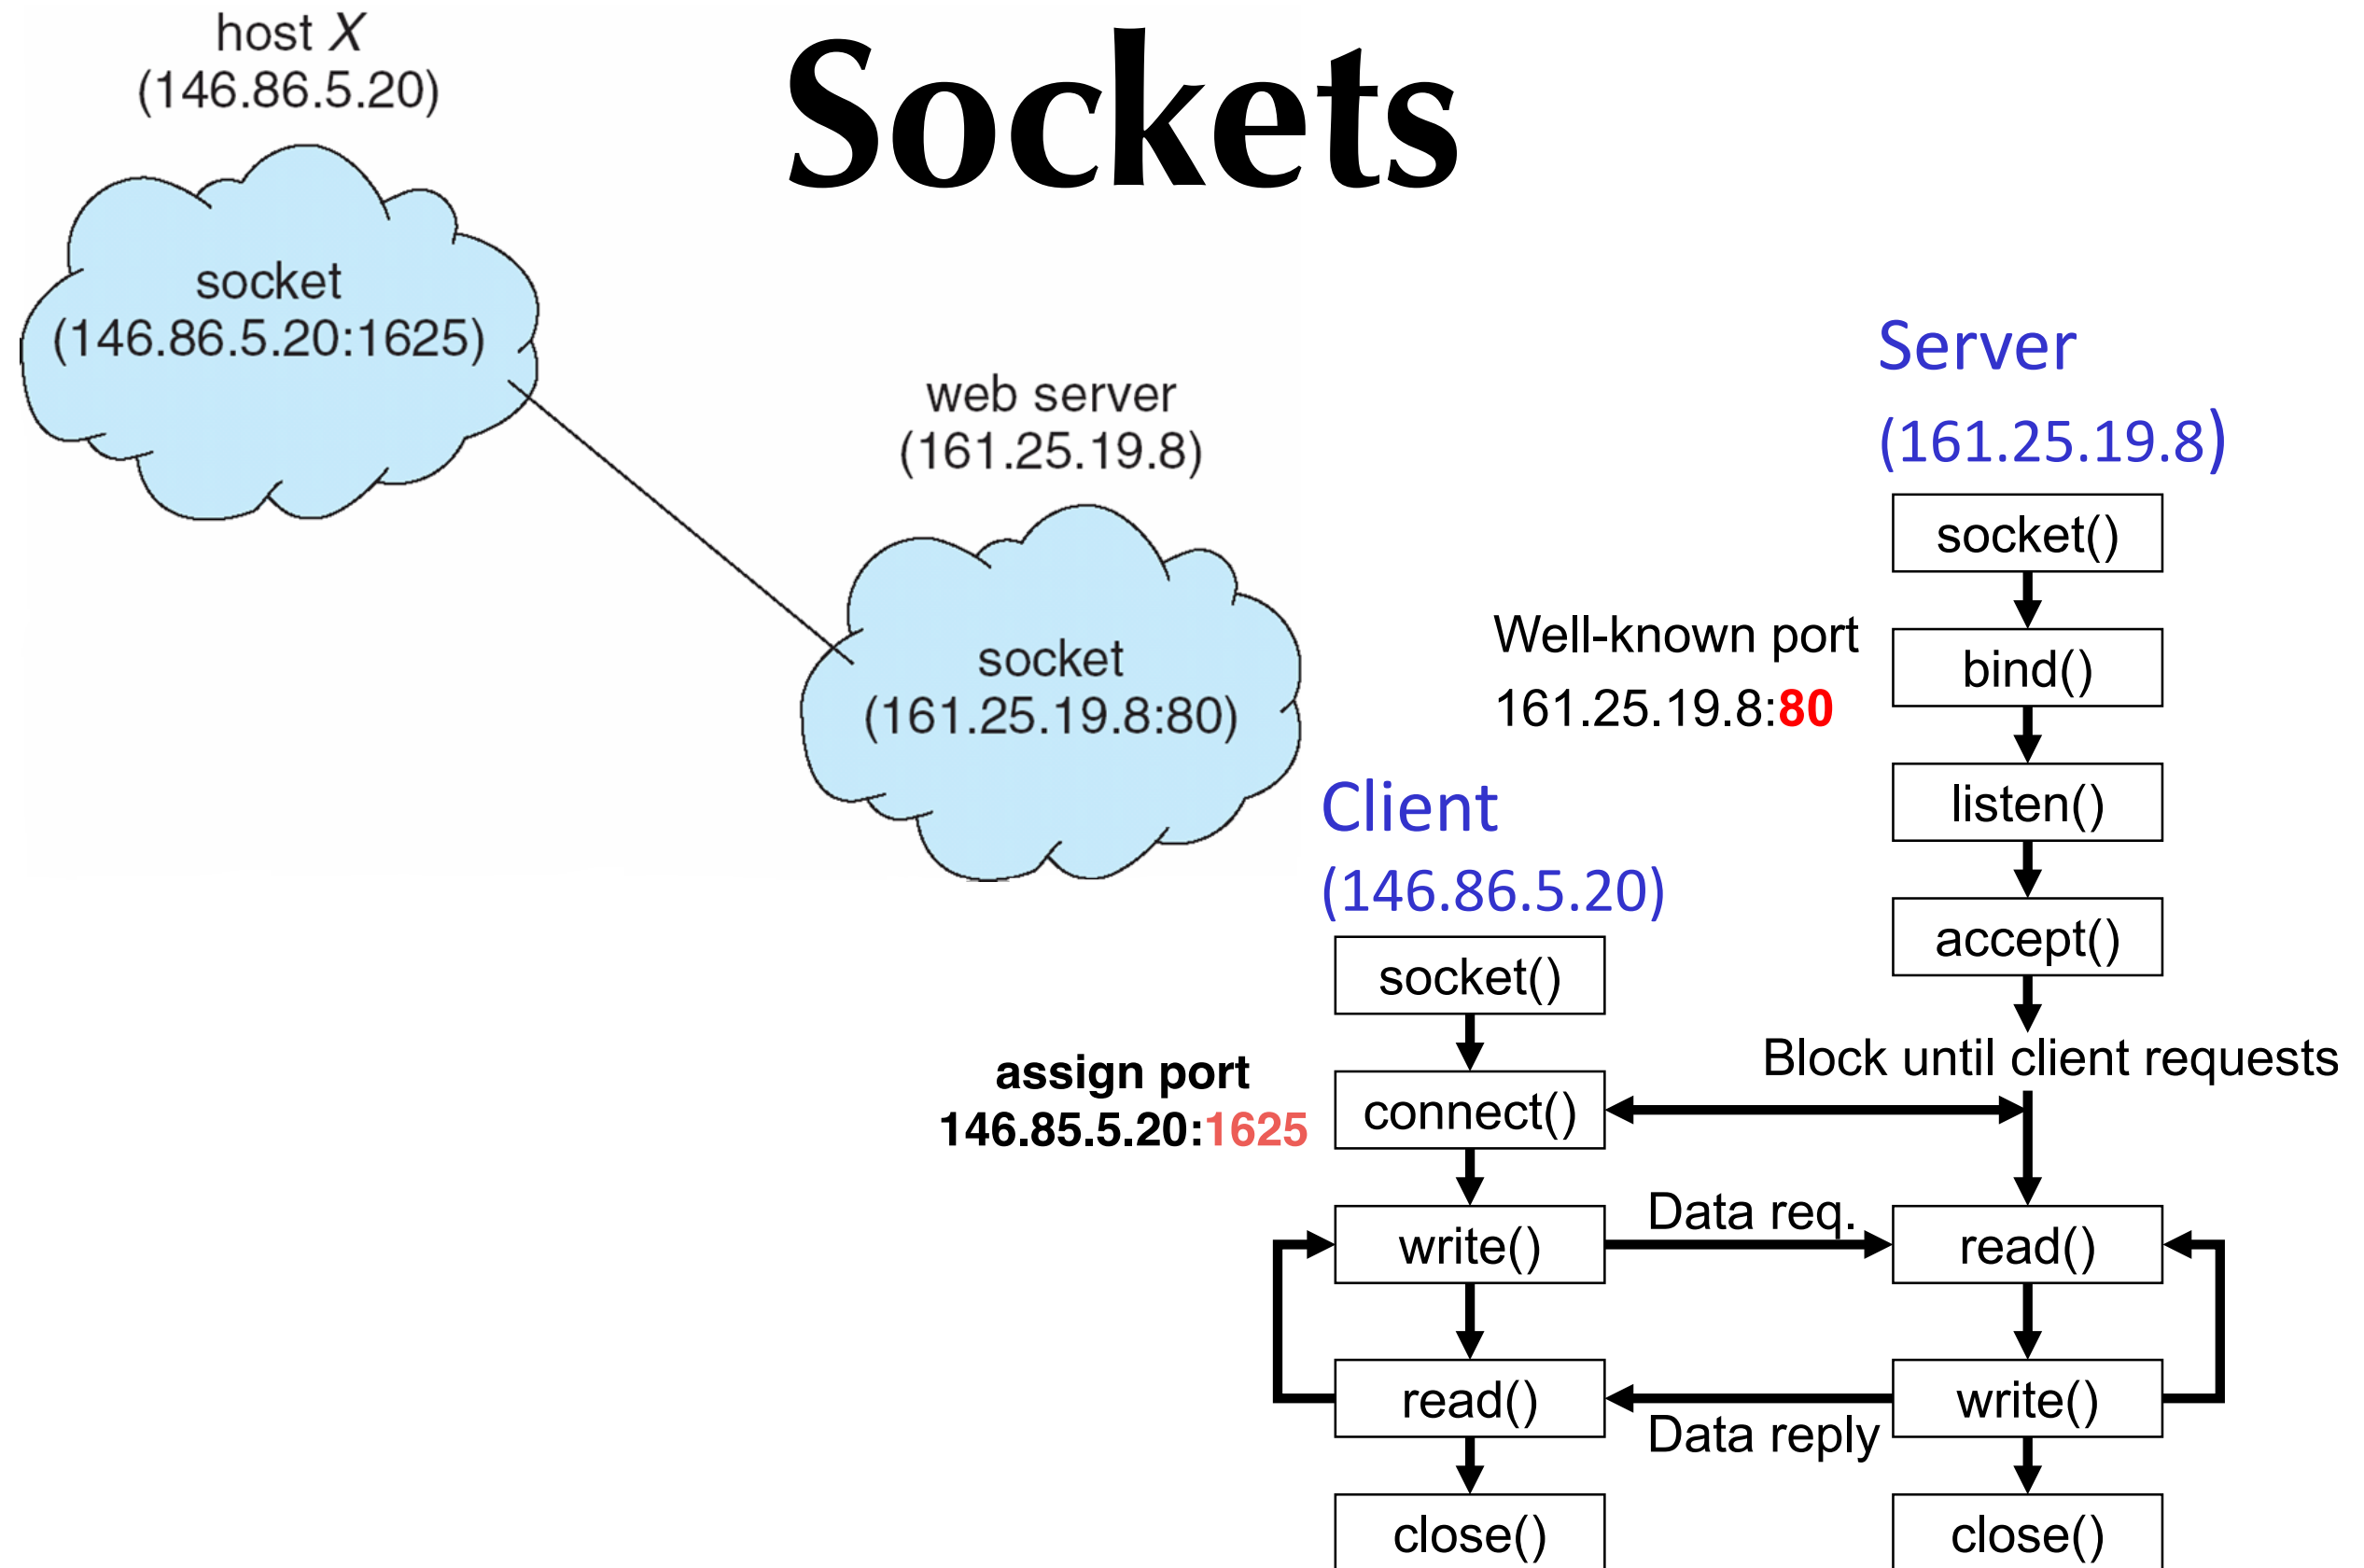 Sockets
host X
(146.86.5.20)
socket
(146.86.5.20:1625)
web server
(161.25.19.8)
socket
(161.25.19.8:80)
Server
(161.25.19.8)
socket()
Well-known port
161.25.19.8:80
bind()
listen()
accept()
Block until client requests
Client
(146.86.5.20)
socket()
assign port
146.85.5.20:1625
connect()
write()
Data req.
read()
read()
Data reply
write()
close()
close()